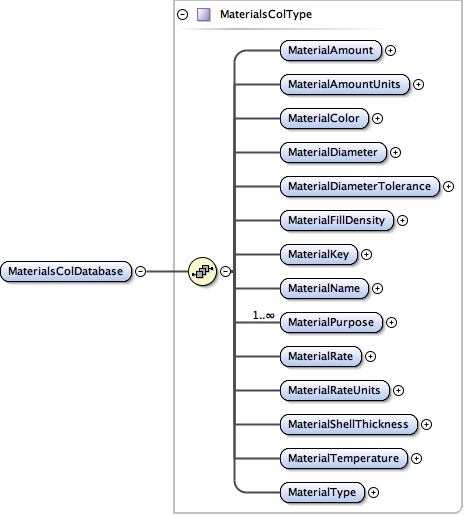 MaterialsColType
MaterialAmount
MaterialAmountUnits
MaterialColor
MaterialDiameter
MaterialDiameterTolerance
MaterialFillDensity
MaterialKey
MaterialsColDatabase
MaterialName
1..∞
MaterialPurpose
MaterialRate
MaterialRateUnits
MaterialShellThickness
MaterialTemperature
MaterialType